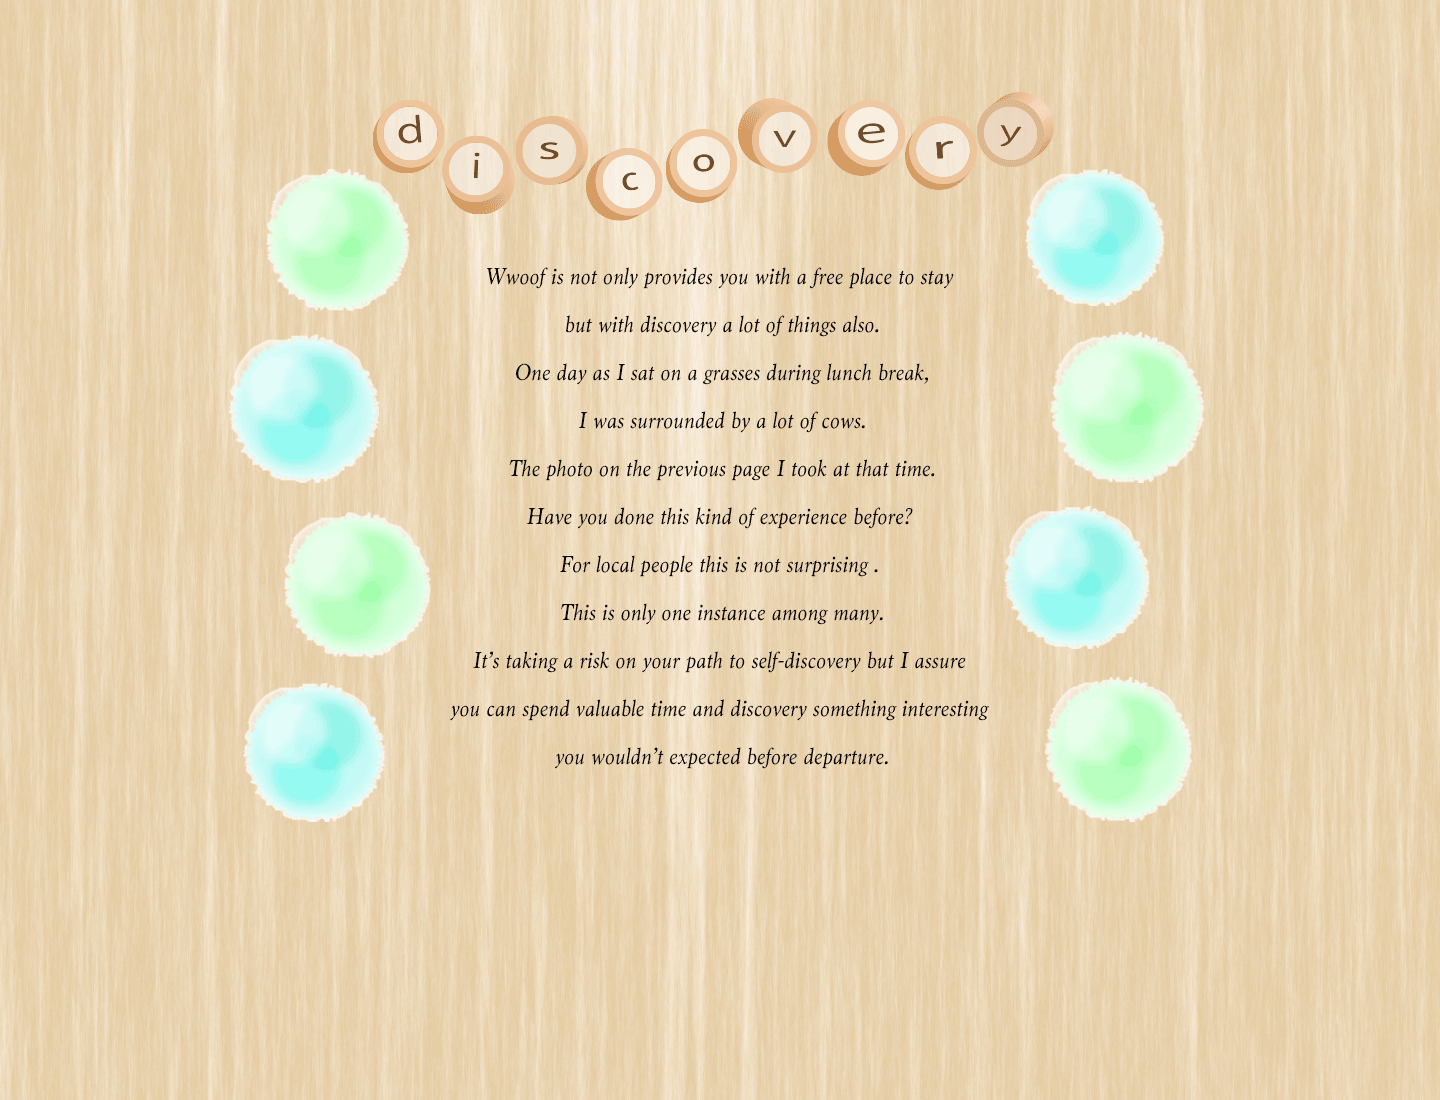 discovery
Wwoof is not only provides you with a free place to stay
but with discovery a lot of things also.
One day as I sat on a grasses during lunch break,
I was surrounded by a lot of cows.
The photo on the previous page I took at that time.
Have you done this kind of experience before?
For local people this is not surprising .
This is only one instance among many.
It’s taking a risk on your path to self-discovery but I assure
you can spend valuable time and discovery something interesting
you wouldn’t expected before departure.